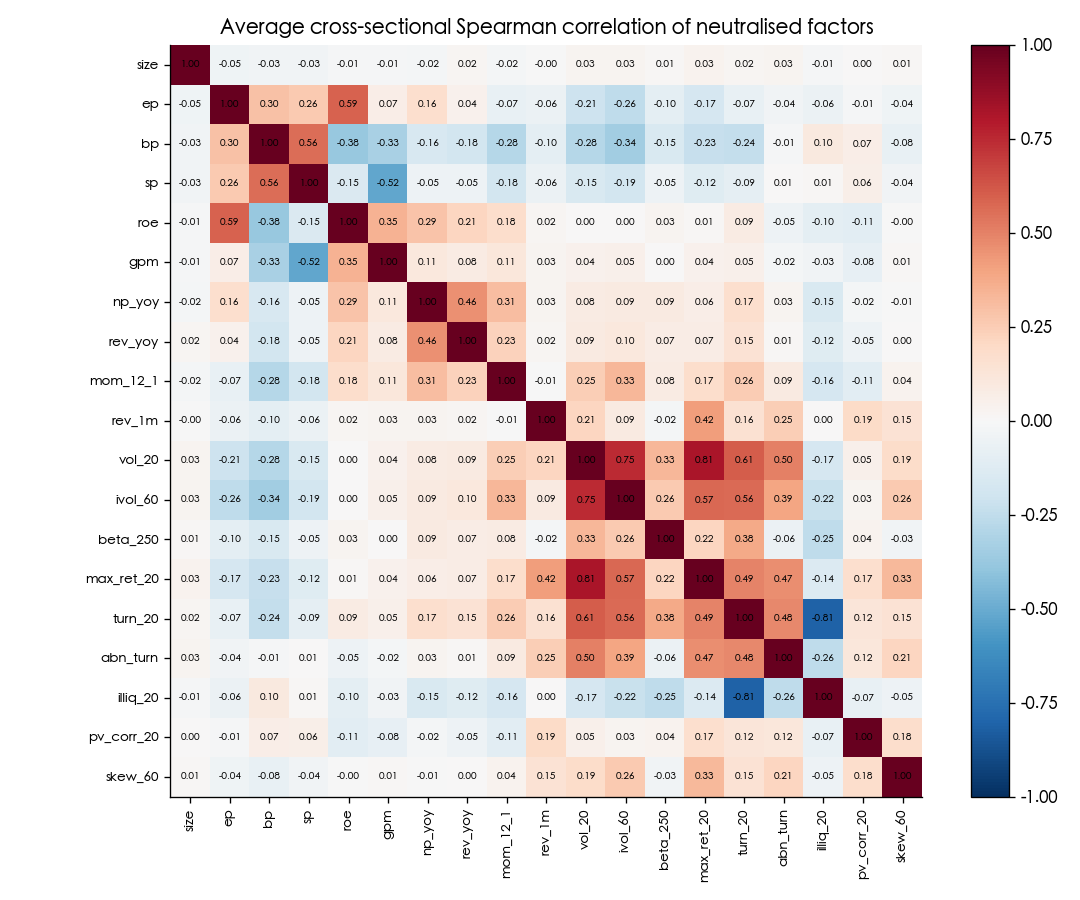 Average cross-sectional Spearman correlation of neutralised factors
size 1.00 -0.05 -0.03 -0.03 -0.01 -0.01 -0.02 0.02 -0.02 -0.00 0.03 0.03 0.01 0.03 0.02 0.03 -0.01 0.00 0.01
ep -0.05 1.00 0.30 0.26 0.59 0.07 0.16 0.04 -0.07 -0.06 -0.21 -0.26 -0.10 -0.17 -0.07 -0.04 -0.06 -0.01 -0.04
bp -0.03 0.30 1.00 0.56 -0.38 -0.33 -0.16 -0.18 -0.28 -0.10 -0.28 -0.34 -0.15 -0.23 -0.24 -0.01 0.10 0.07 -0.08
sp -0.03 0.26 0.56 1.00 -0.15 -0.52 -0.05 -0.05 -0.18 -0.06 -0.15 -0.19 -0.05 -0.12 -0.09 0.01 0.01 0.06 -0.04
roe -0.01 0.59 -0.38 -0.15 1.00 0.35 0.29 0.21 0.18 0.02 0.00 0.00 0.03 0.01 0.09 -0.05 -0.10 -0.11 -0.00
gpm -0.01 0.07 -0.33 -0.52 0.35 1.00 0.11 0.08 0.11 0.03 0.04 0.05 0.00 0.04 0.05 -0.02 -0.03 -0.08 0.01
np_yoy -0.02 0.16 -0.16 -0.05 0.29 0.11 1.00 0.46 0.31 0.03 0.08 0.09 0.09 0.06 0.17 0.03 -0.15 -0.02 -0.01
rev_yoy 0.02 0.04 -0.18 -0.05 0.21 0.08 0.46 1.00 0.23 0.02 0.09 0.10 0.07 0.07 0.15 0.01 -0.12 -0.05 0.00
mom_12_1 -0.02 -0.07 -0.28 -0.18 0.18 0.11 0.31 0.23 1.00 -0.01 0.25 0.33 0.08 0.17 0.26 0.09 -0.16 -0.11 0.04
rev_1m -0.00 -0.06 -0.10 -0.06 0.02 0.03 0.03 0.02 -0.01 1.00 0.21 0.09 -0.02 0.42 0.16 0.25 0.00 0.19 0.15
vol_20 0.03 -0.21 -0.28 -0.15 0.00 0.04 0.08 0.09 0.25 0.21 1.00 0.75 0.33 0.81 0.61 0.50 -0.17 0.05 0.19
ivol_60 0.03 -0.26 -0.34 -0.19 0.00 0.05 0.09 0.10 0.33 0.09 0.75 1.00 0.26 0.57 0.56 0.39 -0.22 0.03 0.26
beta_250 0.01 -0.10 -0.15 -0.05 0.03 0.00 0.09 0.07 0.08 -0.02 0.33 0.26 1.00 0.22 0.38 -0.06 -0.25 0.04 -0.03
max_ret_20 0.03 -0.17 -0.23 -0.12 0.01 0.04 0.06 0.07 0.17 0.42 0.81 0.57 0.22 1.00 0.49 0.47 -0.14 0.17 0.33
turn_20 0.02 -0.07 -0.24 -0.09 0.09 0.05 0.17 0.15 0.26 0.16 0.61 0.56 0.38 0.49 1.00 0.48 -0.81 0.12 0.15
abn_turn 0.03 -0.04 -0.01 0.01 -0.05 -0.02 0.03 0.01 0.09 0.25 0.50 0.39 -0.06 0.47 0.48 1.00 -0.26 0.12 0.21
illiq_20 -0.01 -0.06 0.10 0.01 -0.10 -0.03 -0.15 -0.12 -0.16 0.00 -0.17 -0.22 -0.25 -0.14 -0.81 -0.26 1.00 -0.07 -0.05
pv_corr_20 0.00 -0.01 0.07 0.06 -0.11 -0.08 -0.02 -0.05 -0.11 0.19 0.05 0.03 0.04 0.17 0.12 0.12 -0.07 1.00 0.18
skew_60 0.01 -0.04 -0.08 -0.04 -0.00 0.01 -0.01 0.00 0.04 0.15 0.19 0.26 -0.03 0.33 0.15 0.21 -0.05 0.18 1.00
size ep bp sp roe gpm np_yoy rev_yoy mom_12_1 rev_1m vol_20 ivol_60 beta_250 max_ret_20 turn_20 abn_turn illiq_20 pv_corr_20 skew_60
1.00
0.75
0.50
0.25
0.00
-0.25
-0.50
-0.75
-1.00